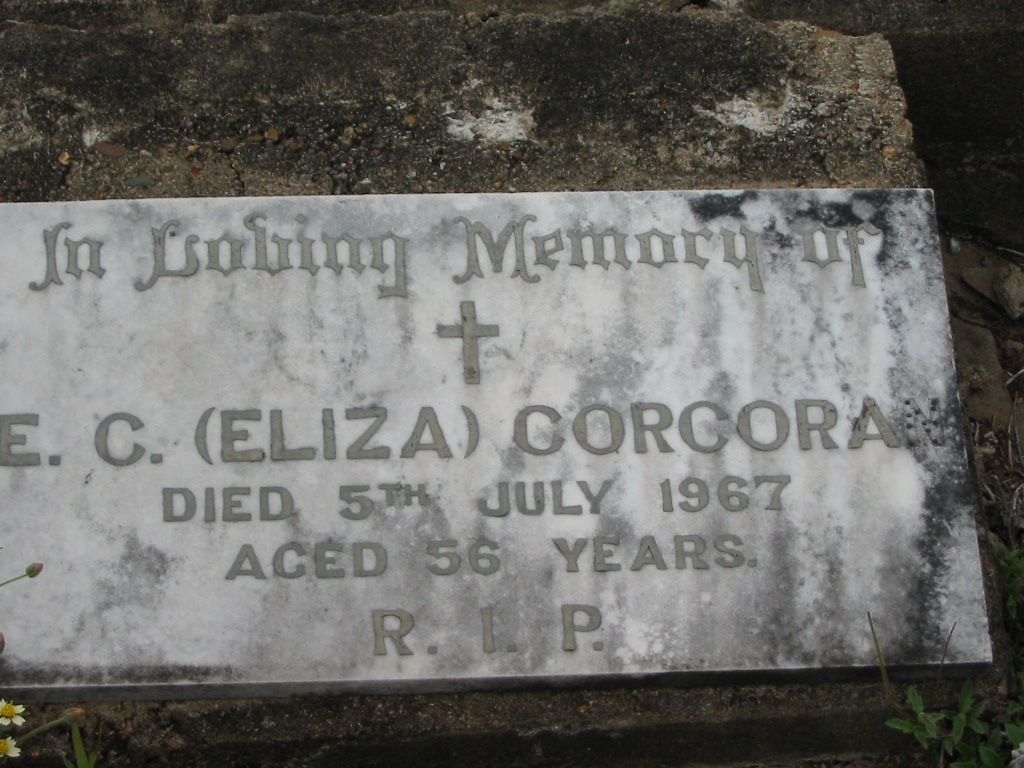 In Loving Memory of
E. C. (ELIZA) CORCORAN
DIED 5TH JULY 1967
AGED 56 YEARS.
R. I. P.